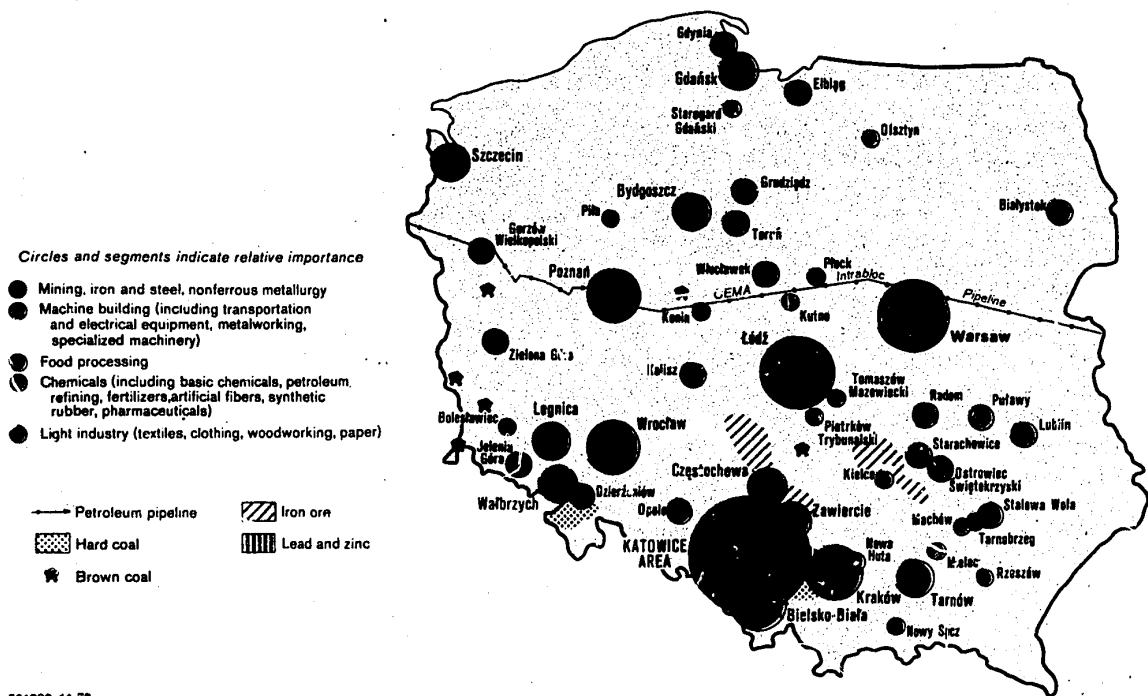 Circles and segments indicate relative importance
Mining, iron and steel, nonferrous metallurgy
Machine building (including transportation
and electrical equipment, metalworking,
specialized machinery)
Food processing
Chemicals (including basic chemicals, petroleum
refining, fertilizers, artificial fibers, synthetic
rubber, pharmaceuticals)
Light industry (textiles, clothing, woodworking, paper)
Petroleum pipeline
Iron ore
Hard coal
Lead and zinc
Brown coal
Gdynia
Gdańsk
Elbląg
Starogard
Gdański
Olsztyn
Szczecin
Bydgoszcz
Grudziądz
Białystok
Piła
Toruń
Gorzów
Wielkopolski
Poznań
Włocławek
Płock
CEMA
Intrabloc
Pipeline
Konin
Kutno
Warsaw
Łódź
Zielona Góra
Kalisz
Tomaszów
Mazowiecki
Radom
Puławy
Bolesławiec
Legnica
Wrocław
Piotrków
Trybunalski
Lublin
Jelenia
Góra
Starachowice
Częstochowa
Kielce
Ostrowiec
Świętokrzyski
Wałbrzych
Dzierżoniów
Opole
Zawiercie
Stalowa Wola
Machów
Tarnobrzeg
KATOWICE
AREA
Nowa
Huta
Mielec
Rzeszów
Kraków
Tarnów
Bielsko-Biała
Nowy Sącz